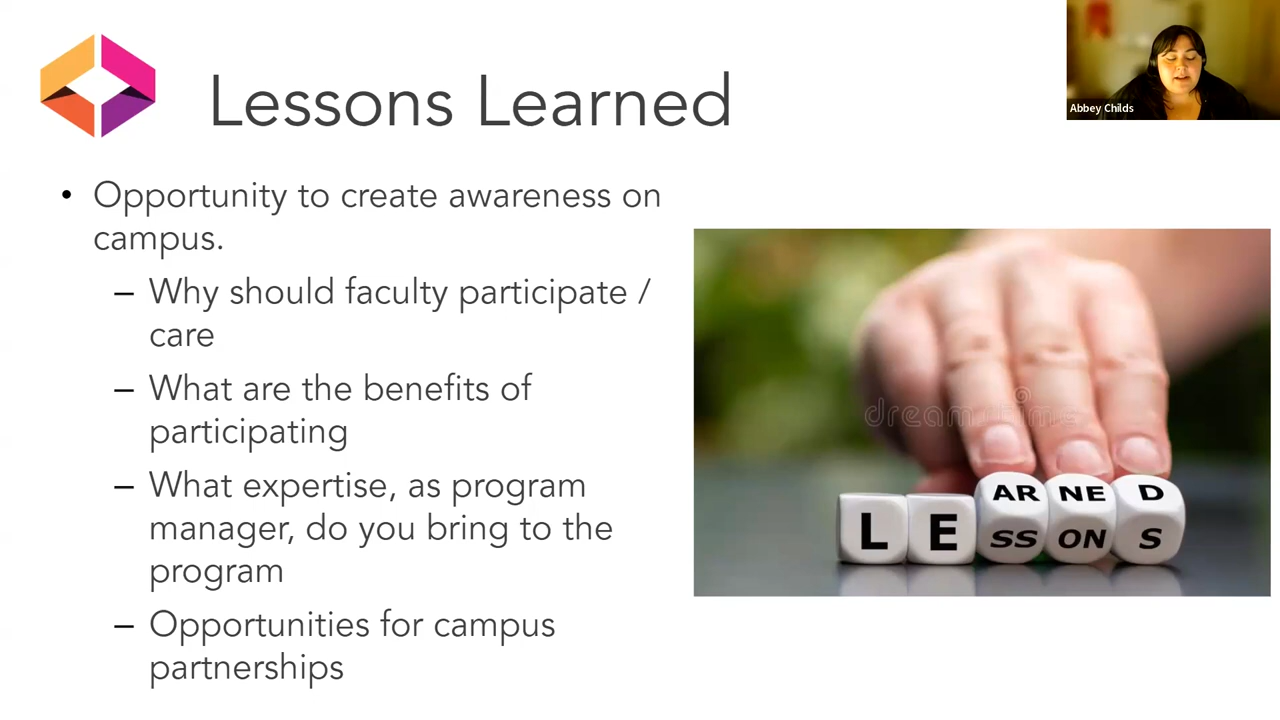 Lessons Learned
Abbey Childs
• Opportunity to create awareness on
campus.
– Why should faculty participate /
care
– What are the benefits of
participating
– What expertise, as program
manager, do you bring to the
program
– Opportunities for campus
partnerships
dreamstime
AR NE D
LE SS ON S